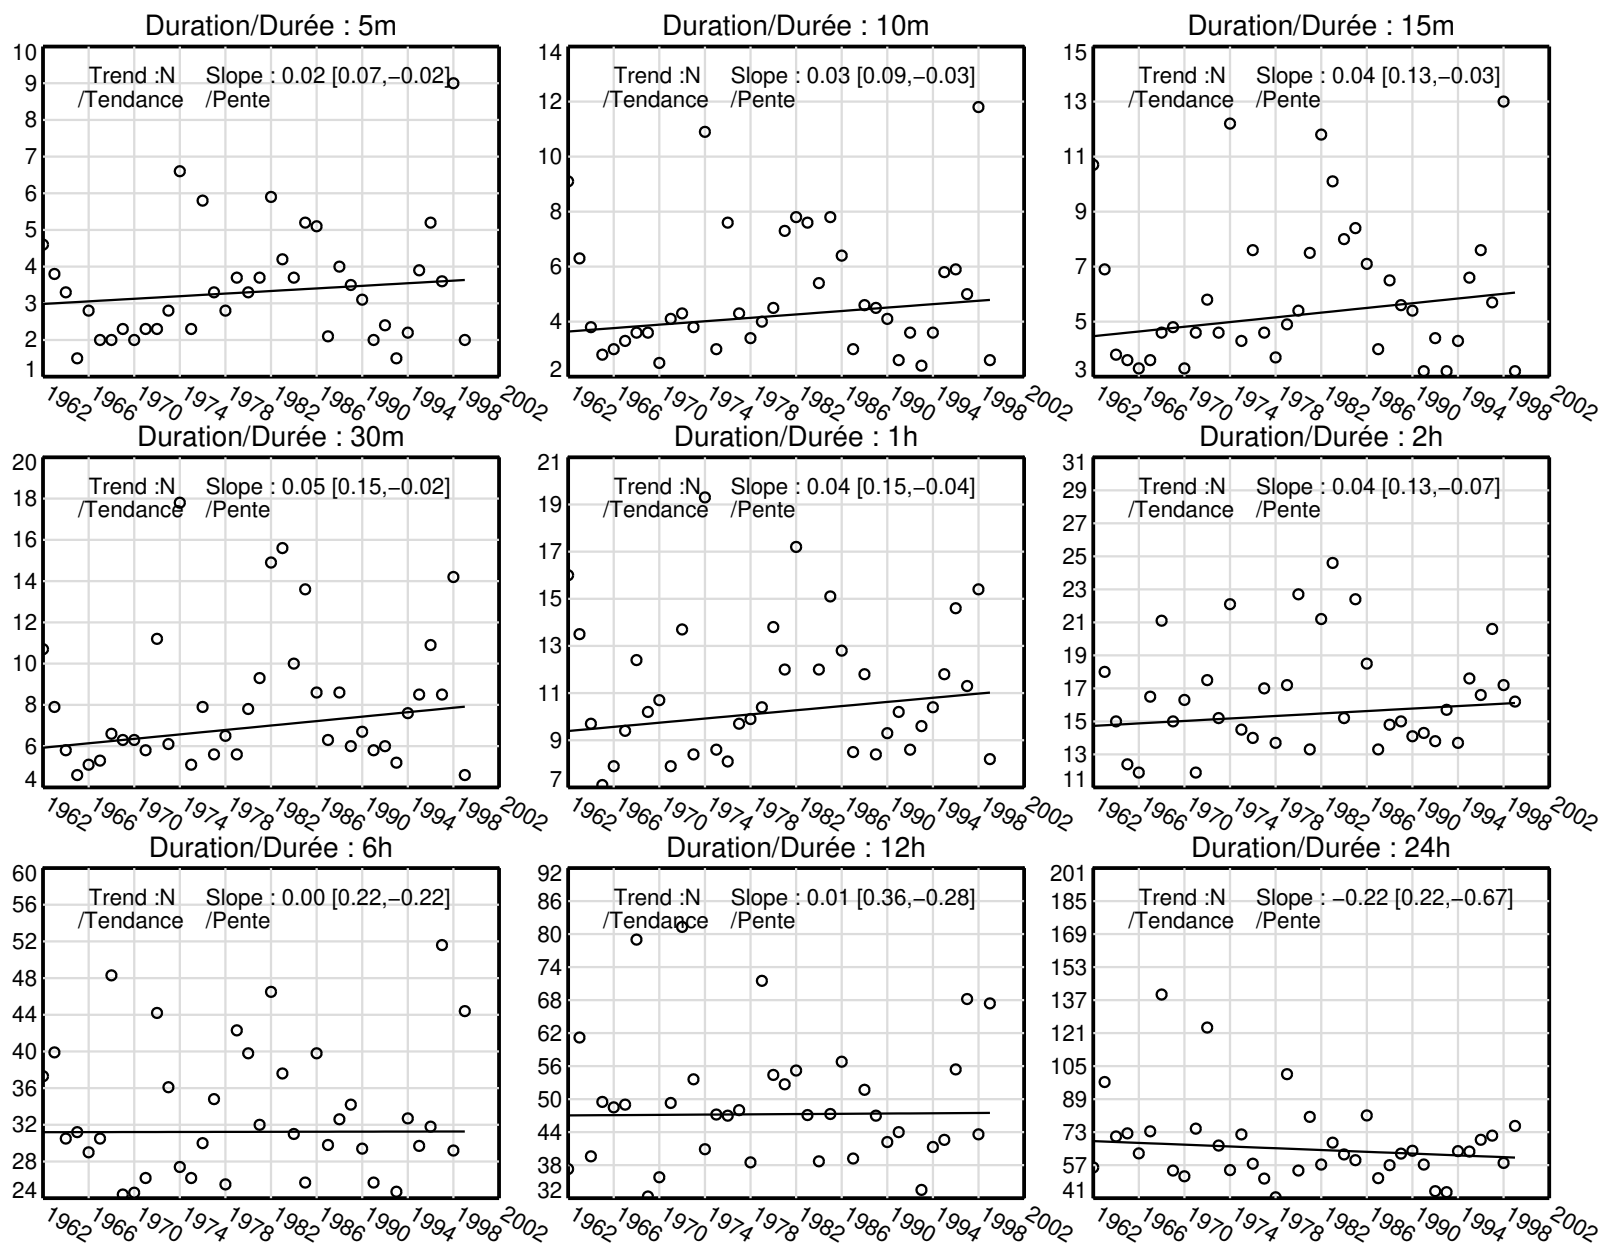 Duration/Durée : 5m
10
9
8
7
6
5
4
3
2
1
Trend :N Slope : 0.02 [0.07,−0.02]
/Tendance /Pente
1962 1966 1970 1974 1978 1982 1986 1990 1994 1998 2002
Duration/Durée : 10m
14
12
10
8
6
4
2
Trend :N Slope : 0.03 [0.09,−0.03]
/Tendance /Pente
1962 1966 1970 1974 1978 1982 1986 1990 1994 1998 2002
Duration/Durée : 15m
15
13
11
9
7
5
3
Trend :N Slope : 0.04 [0.13,−0.03]
/Tendance /Pente
1962 1966 1970 1974 1978 1982 1986 1990 1994 1998 2002
Duration/Durée : 30m
20
18
16
14
12
10
8
6
4
Trend :N Slope : 0.05 [0.15,−0.02]
/Tendance /Pente
1962 1966 1970 1974 1978 1982 1986 1990 1994 1998 2002
Duration/Durée : 1h
21
19
17
15
13
11
9
7
Trend :N Slope : 0.04 [0.15,−0.04]
/Tendance /Pente
1962 1966 1970 1974 1978 1982 1986 1990 1994 1998 2002
Duration/Durée : 2h
31
29
27
25
23
21
19
17
15
13
11
Trend :N Slope : 0.04 [0.13,−0.07]
/Tendance /Pente
1962 1966 1970 1974 1978 1982 1986 1990 1994 1998 2002
Duration/Durée : 6h
60
56
52
48
44
40
36
32
28
24
Trend :N Slope : 0.00 [0.22,−0.22]
/Tendance /Pente
1962 1966 1970 1974 1978 1982 1986 1990 1994 1998 2002
Duration/Durée : 12h
92
86
80
74
68
62
56
50
44
38
32
Trend :N Slope : 0.01 [0.36,−0.28]
/Tendance /Pente
1962 1966 1970 1974 1978 1982 1986 1990 1994 1998 2002
Duration/Durée : 24h
201
185
169
153
137
121
105
89
73
57
41
Trend :N Slope : −0.22 [0.22,−0.67]
/Tendance /Pente
1962 1966 1970 1974 1978 1982 1986 1990 1994 1998 2002